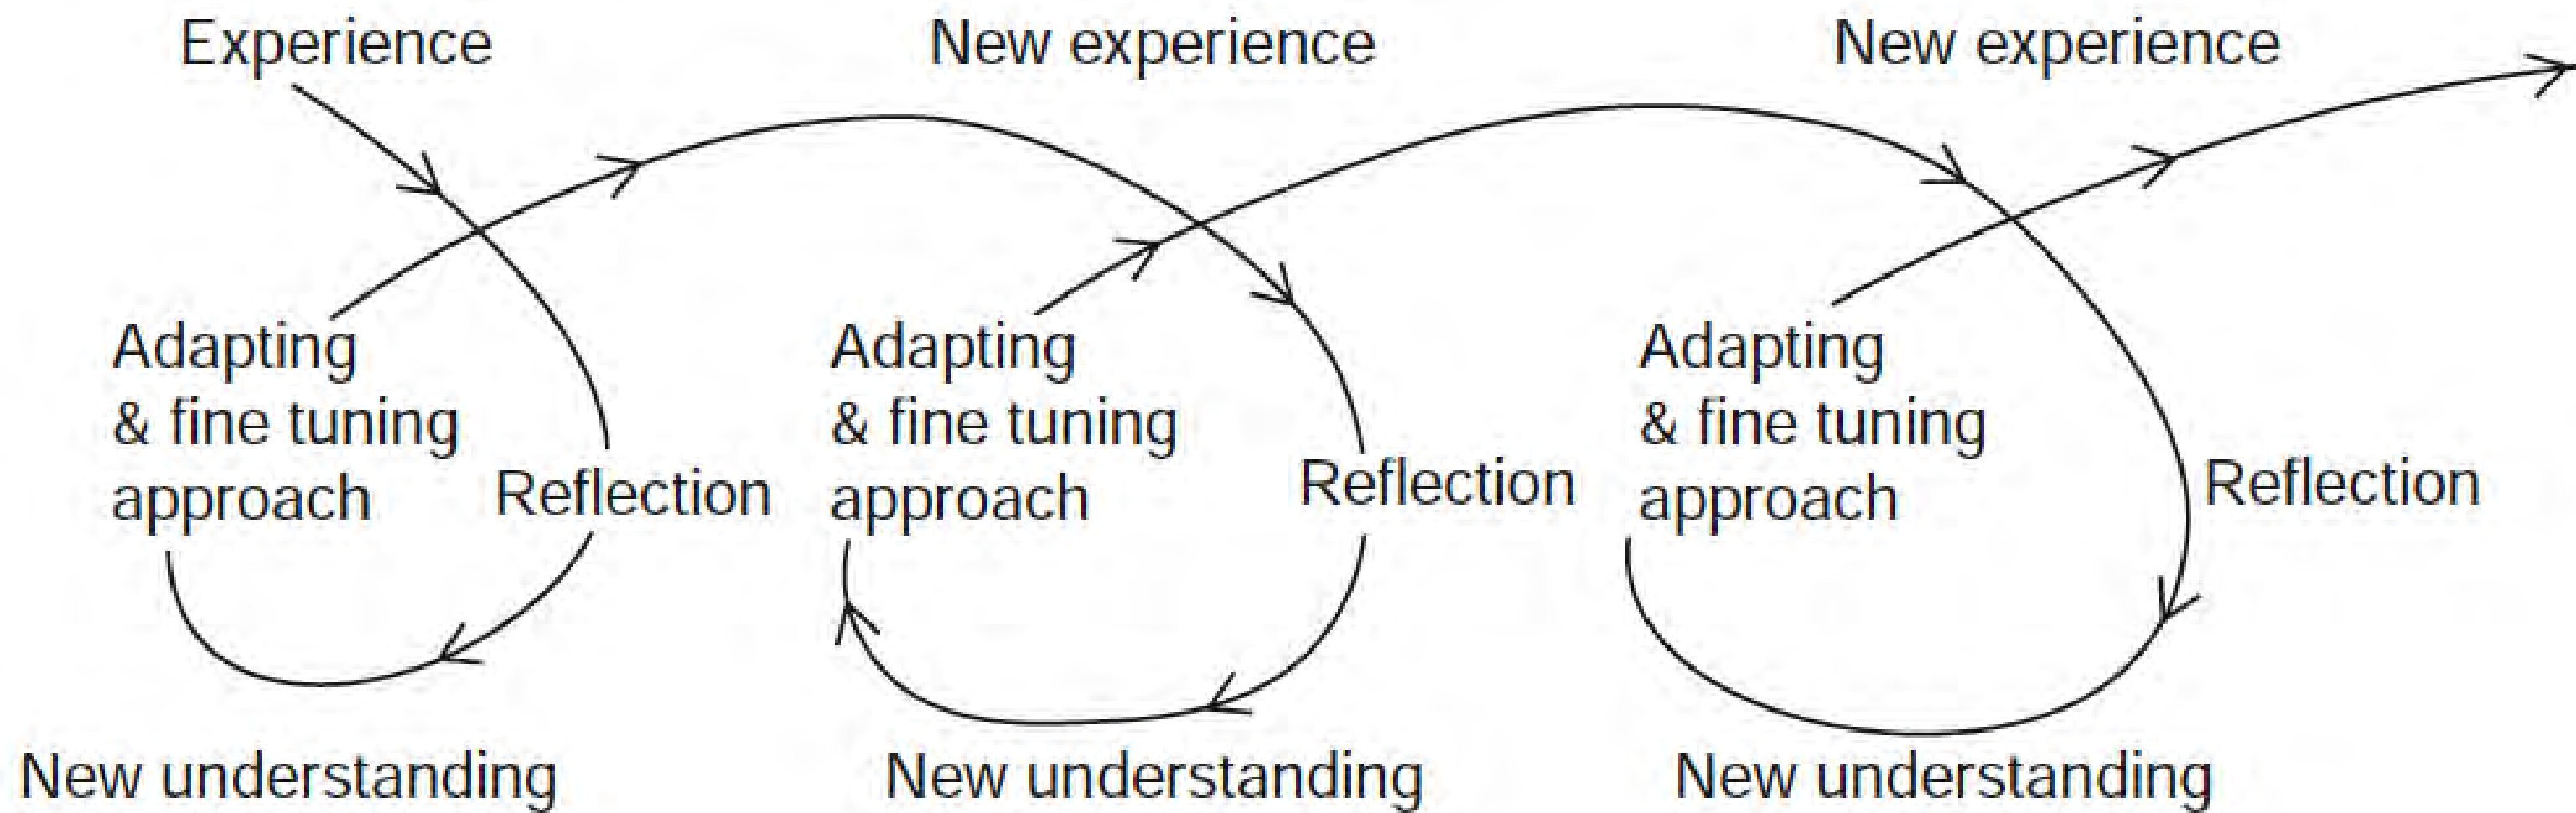 Experience
New experience
New experience
Adapting
& fine tuning
approach
Reflection
Adapting
& fine tuning
approach
Reflection
Adapting
& fine tuning
approach
Reflection
New understanding
New understanding
New understanding